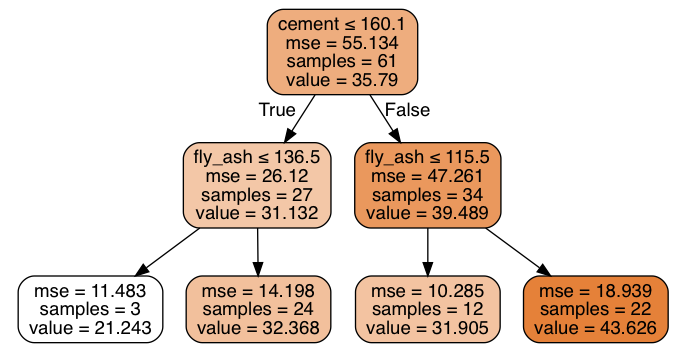 cement ≤ 160.1
mse = 55.134
samples = 61
value = 35.79
True
False
fly_ash ≤ 136.5
mse = 26.12
samples = 27
value = 31.132
fly_ash ≤ 115.5
mse = 47.261
samples = 34
value = 39.489
mse = 11.483
samples = 3
value = 21.243
mse = 14.198
samples = 24
value = 32.368
mse = 10.285
samples = 12
value = 31.905
mse = 18.939
samples = 22
value = 43.626